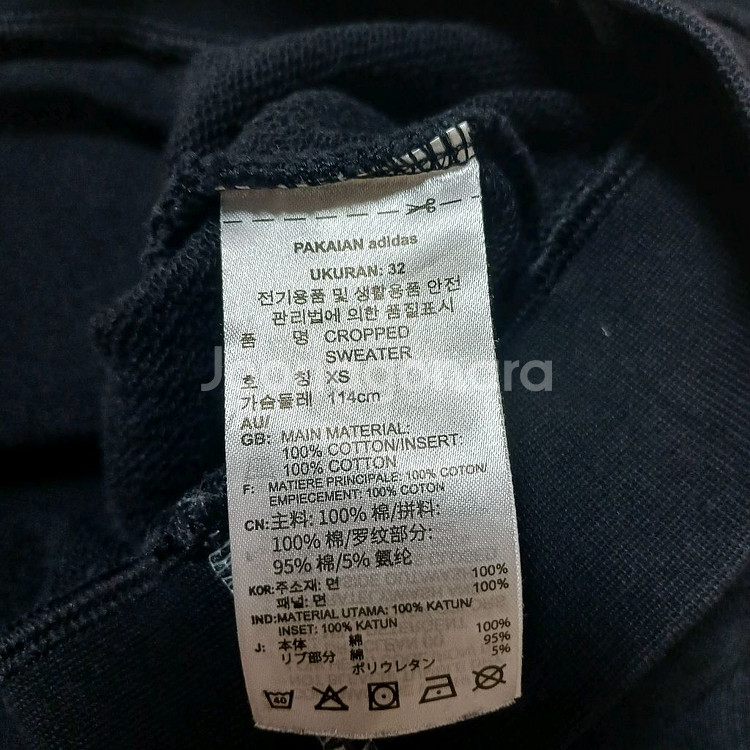 PAKAIAN adidas
UKURAN: 32
전기용품 및 생활용품 안전
관리법에 의한 품질표시
품 명 CROPPED
SWEATER
호 칭 XS
가슴둘레 114cm
AU/
GB: MAIN MATERIAL:
100% COTTON/INSERT:
100% COTTON
F: MATIERE PRINCIPALE: 100% COTON/
EMPIECEMENT: 100% COTON
CN:主料: 100% 棉/拼料:
100% 棉/罗纹部分:
95% 棉/5% 氨纶
KOR:주소재: 면 100%
패널: 면 100%
IND:MATERIAL UTAMA: 100% KATUN/
INSET: 100% KATUN
J: 本体 綿 100%
リブ部分 綿 95%
ポリウレタン 5%
40